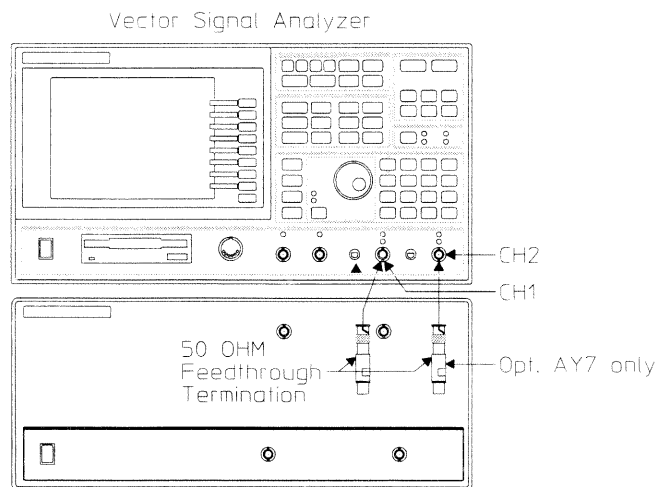 Vector Signal Analyzer
CH2
CH1
50 OHM
Feedthrough
Termination
Opt. AY7 only